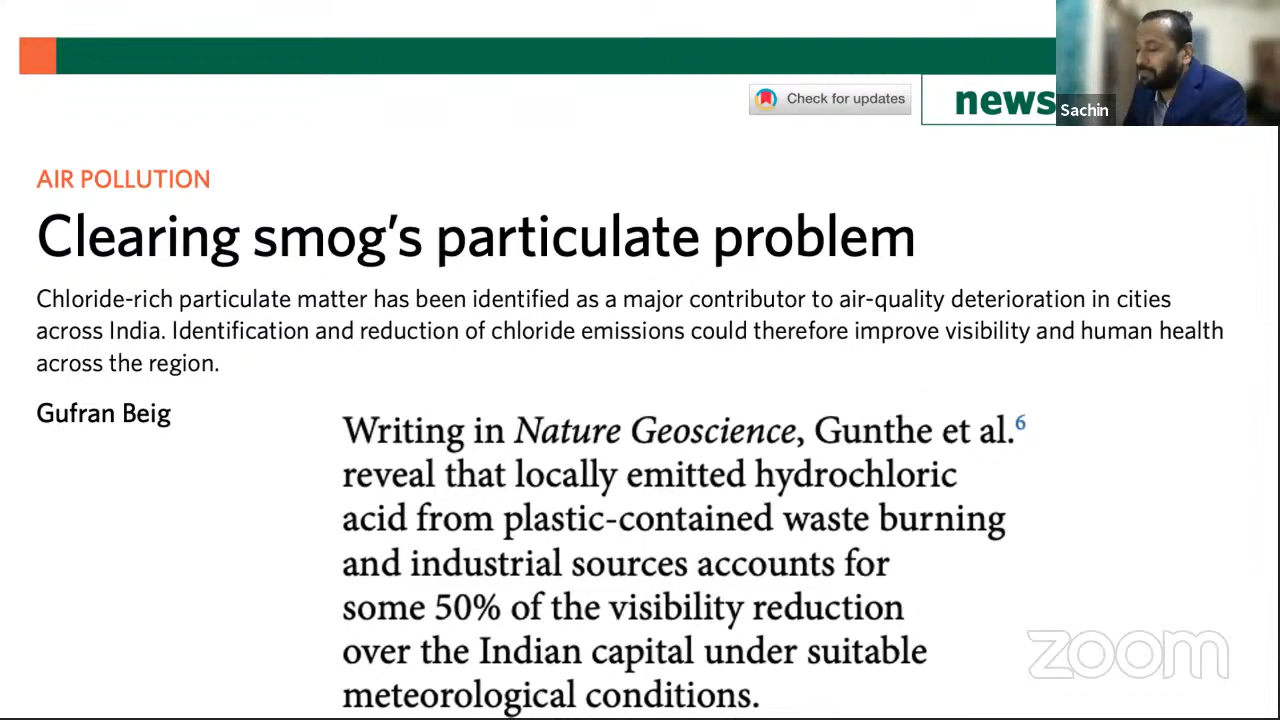 Check for updates
news
Sachin
AIR POLLUTION
Clearing smog's particulate problem
Chloride-rich particulate matter has been identified as a major contributor to air-quality deterioration in cities
across India. Identification and reduction of chloride emissions could therefore improve visibility and human health
across the region.
Gufran Beig
Writing in Nature Geoscience, Gunthe et al.6
reveal that locally emitted hydrochloric
acid from plastic-contained waste burning
and industrial sources accounts for
some 50% of the visibility reduction
over the Indian capital under suitable
meteorological conditions.
zoom